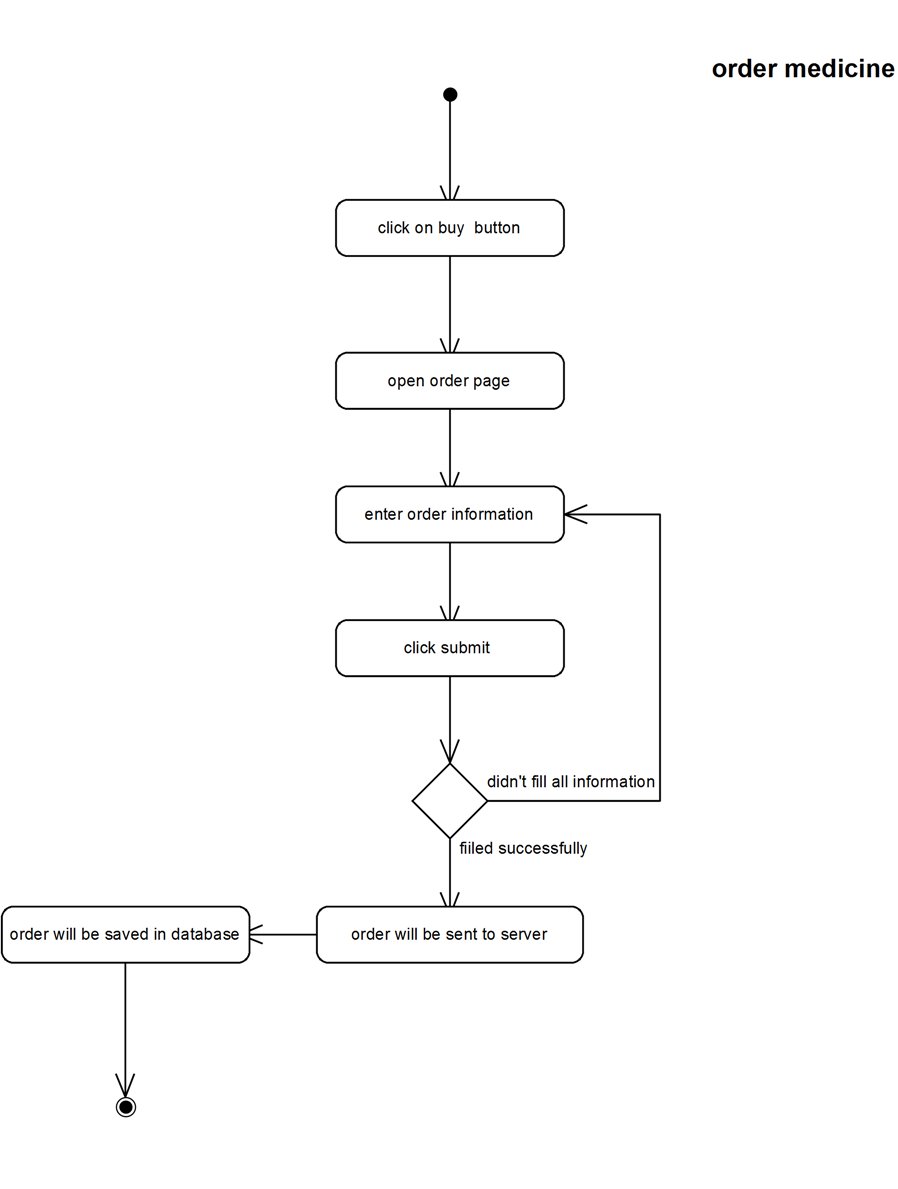 order medicine
click on buy  button
open order page
enter order information
click submit
didn't fill all information
fiiled successfully
order will be saved in database
order will be sent to server